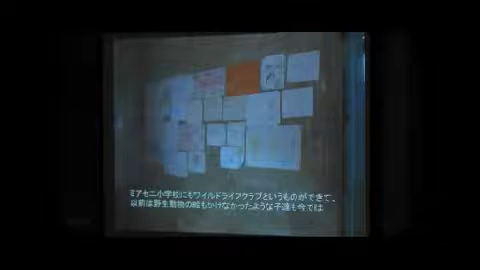 ミアセニ小学校にもワイルドライフクラブというものができて、
以前は野生動物の絵もかけなかったような子達も今では